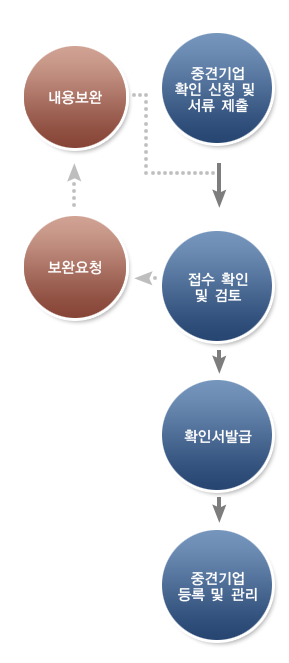 내용보완
중견기업
확인 신청 및
서류 제출
보완요청
접수 확인
및 검토
확인서발급
중견기업
등록 및 관리